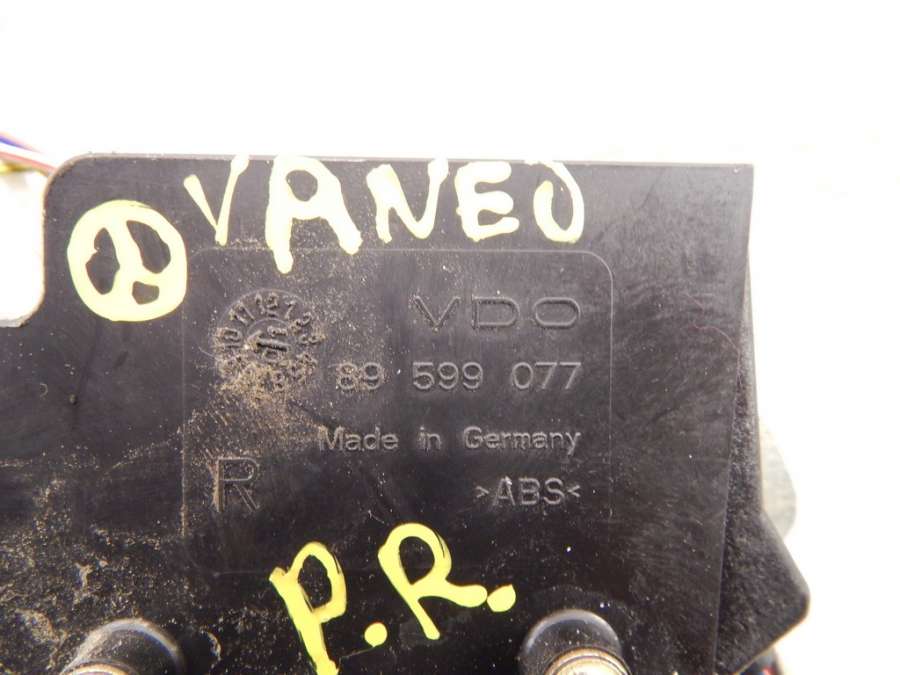 VANEO
VDO
89 599 077
Made in Germany
R
>ABS<
P.R.